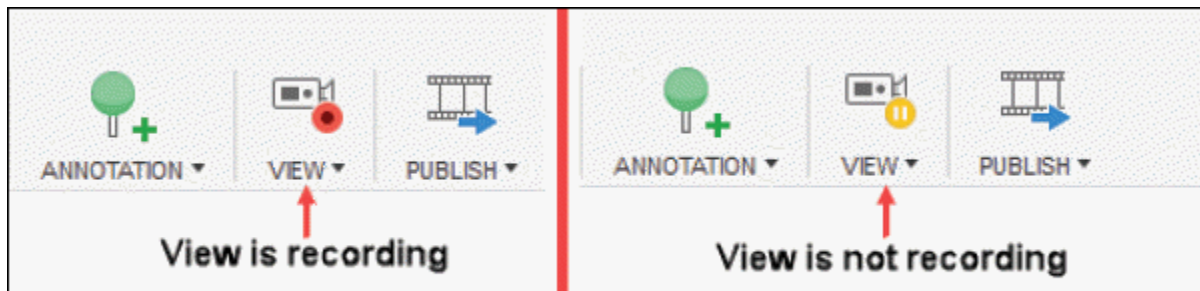 ANNOTATION VIEW PUBLISH
View is recording
ANNOTATION VIEW PUBLISH
View is not recording